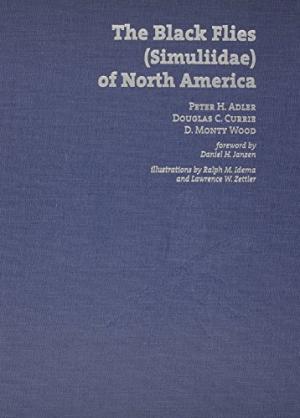 The Black Flies
(Simuliidae)
of North America
Peter H. Adler
Douglas C. Currie
D. Monty Wood
foreword by
Daniel H. Janzen
illustrations by Ralph M. Idema
and Lawrence W. Zettler